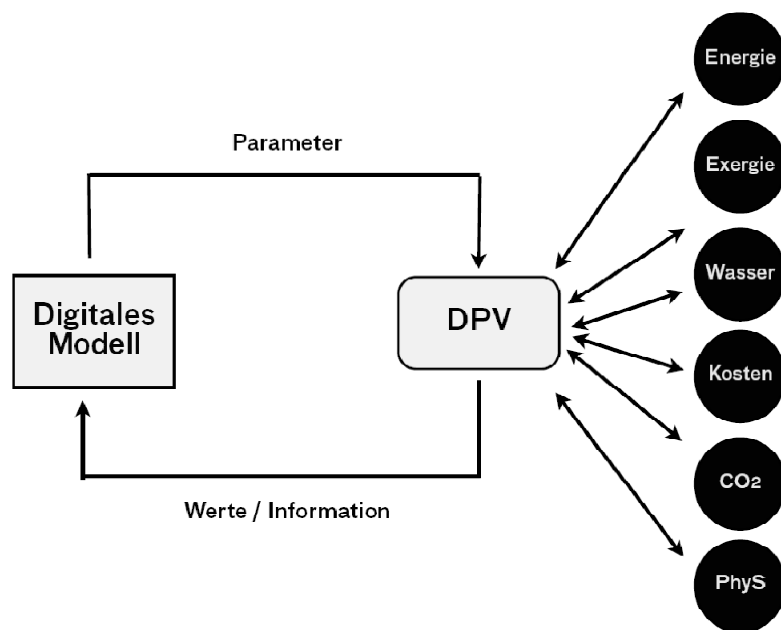 Parameter
Digitales
Modell
DPV
Werte / Information
Energie
Exergie
Wasser
Kosten
CO2
PhyS